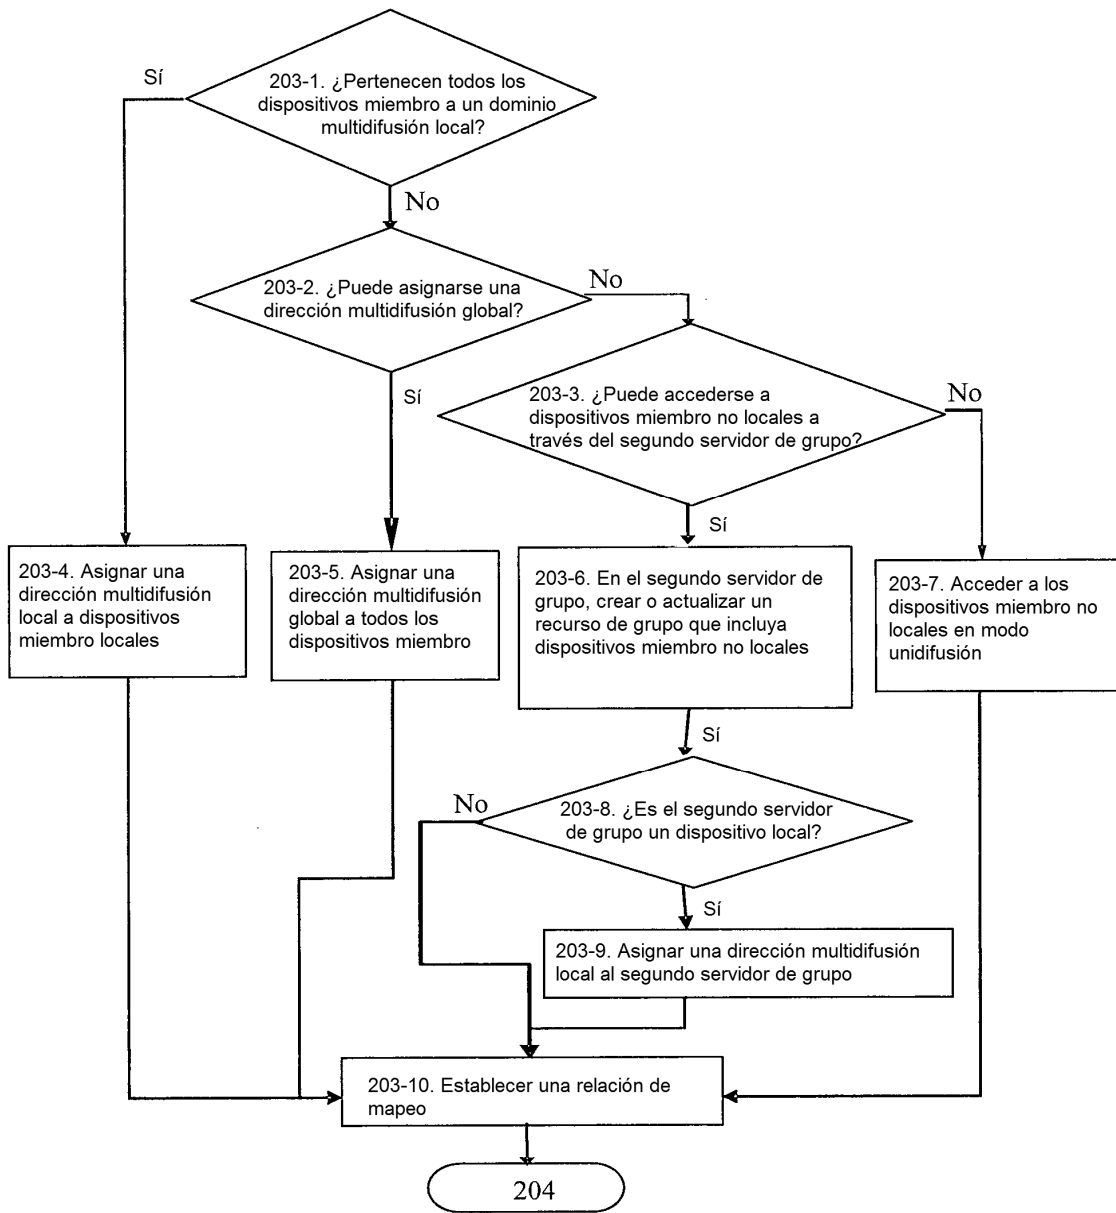 Sí
203-1. ¿Pertenecen todos los
dispositivos miembro a un dominio
multidifusión local?
No
203-2. ¿Puede asignarse una
dirección multidifusión global?
No
Sí
203-3. ¿Puede accederse a
dispositivos miembro no locales a
través del segundo servidor de grupo?
No
Sí
203-4. Asignar una
dirección multidifusión
local a dispositivos
miembro locales
203-5. Asignar una
dirección multidifusión
global a todos los
dispositivos miembro
203-6. En el segundo servidor de
grupo, crear o actualizar un
recurso de grupo que incluya
dispositivos miembro no locales
203-7. Acceder a los
dispositivos miembro no
locales en modo
unidifusión
Sí
No
203-8. ¿Es el segundo servidor
de grupo un dispositivo local?
Sí
203-9. Asignar una dirección multidifusión
local al segundo servidor de grupo
203-10. Establecer una relación de
mapeo
204